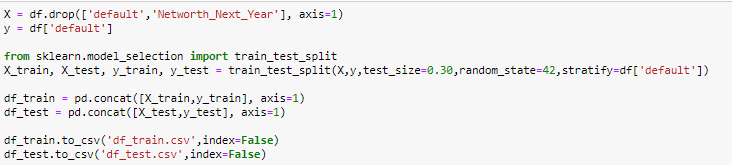 X = df.drop(['default','Networth_Next_Year'], axis=1)
y = df['default']
from sklearn.model_selection import train_test_split
X_train, X_test, y_train, y_test = train_test_split(X,y,test_size=0.30,random_state=42,stratify=df['default'])
df_train = pd.concat([X_train,y_train], axis=1)
df_test = pd.concat([X_test,y_test], axis=1)
df_train.to_csv('df_train.csv',index=False)
df_test.to_csv('df_test.csv',index=False)